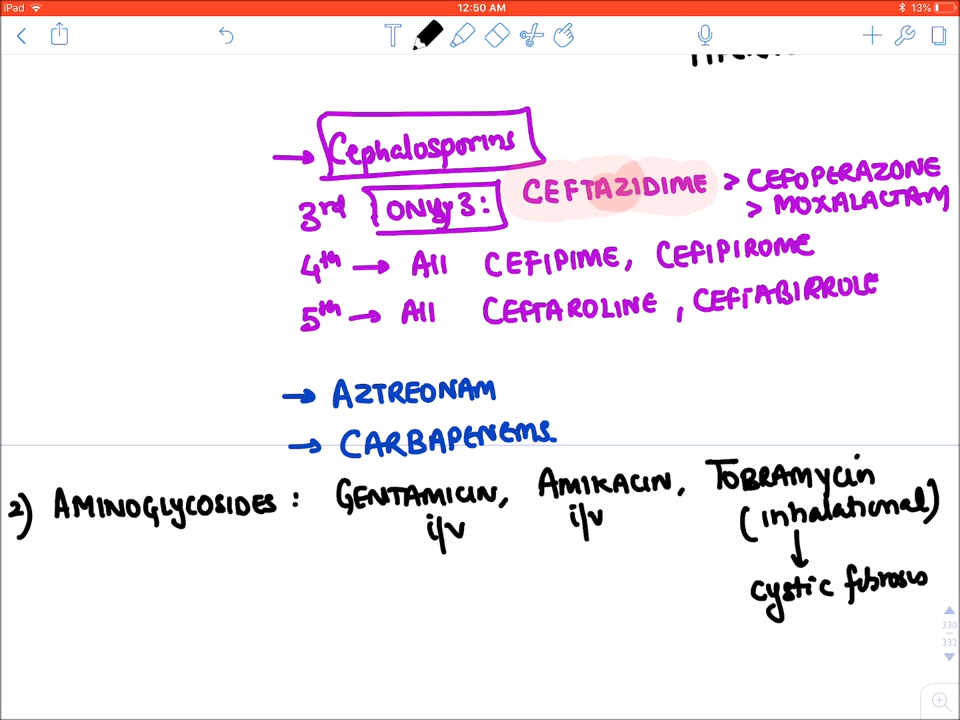 iPad 12:50 AM 13%
→ Cephalosporins
3rd ONLY 3: CEFTAZIDIME > CEFOPERAZONE
> MOXALACTAM
4th → All CEFIPIME, CEFIPIROME
5th → All CEFTAROLINE, CEFTABIRROLE
→ AZTREONAM
→ CARBAPENEMS.
2) AMINOGLYCOSIDES : GENTAMICIN, AMIKACIN, TOBRAMYCIN
i/v i/v (inhalational)
↓
cystic fibrosis
330
332